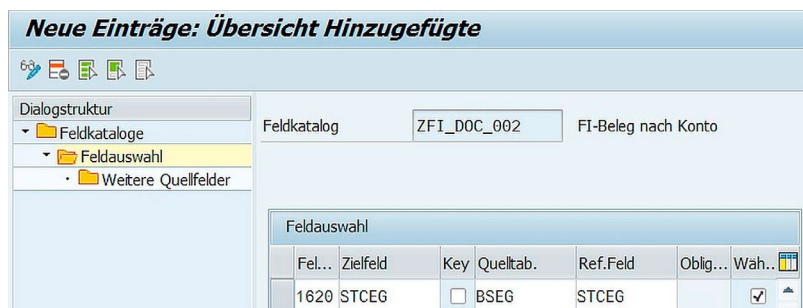 Neue Einträge: Übersicht Hinzugefügte
Dialogstruktur
Feldkataloge
Feldauswahl
Weitere Quellfelder
Feldkatalog ZFI_DOC_002 FI-Beleg nach Konto
Feldauswahl
Fel... Zielfeld Key Quelltab. Ref.Feld Oblig... Wäh..
1620 STCEG BSEG STCEG